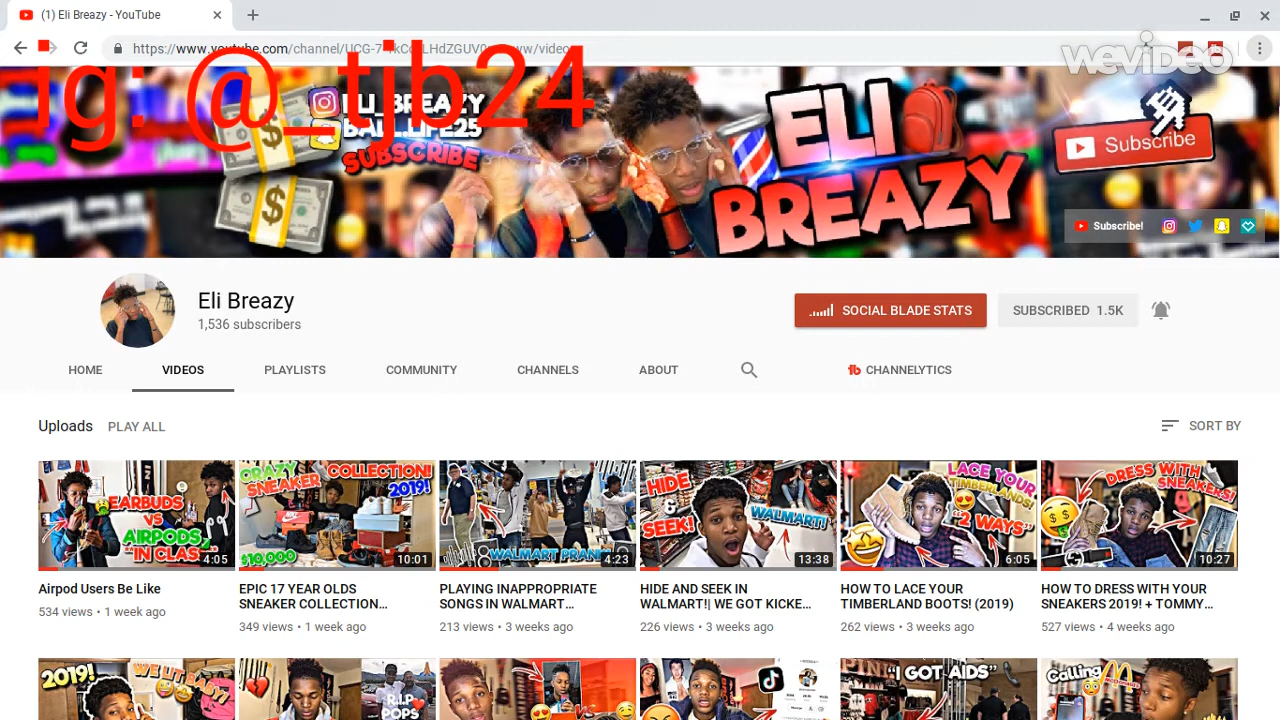 (1) Eli Breazy - YouTube
WeVideo
ig: @_tjb24
ELI BREAZY
BALLLIFE25
SUBSCRIBE
ELI
BREAZY
Subscribe
Subscribe!
Eli Breazy
1,536 subscribers
SOCIAL BLADE STATS
SUBSCRIBED 1.5K
HOME VIDEOS PLAYLISTS COMMUNITY CHANNELS ABOUT CHANNELYTICS
Uploads PLAY ALL
SORT BY
EARBUDS
VS
AIRPODS
"IN CLASS"
4:05
CRAZY
SNEAKER
COLLECTION!
2019!
$10,000
10:01
WALMART PRANK
4:23
HIDE
&
SEEK!
WALMART!
13:38
LACE YOUR
TIMBERLANDS!
"2 WAYS"
6:05
DRESS WITH
SNEAKERS!
10:27
Airpod Users Be Like
534 views • 1 week ago
EPIC 17 YEAR OLDS
SNEAKER COLLECTION...
349 views • 1 week ago
PLAYING INAPPROPRIATE
SONGS IN WALMART...
213 views • 3 weeks ago
HIDE AND SEEK IN
WALMART!| WE GOT KICKE...
226 views • 3 weeks ago
HOW TO LACE YOUR
TIMBERLAND BOOTS! (2019)
262 views • 3 weeks ago
HOW TO DRESS WITH YOUR
SNEAKERS 2019! + TOMMY...
527 views • 4 weeks ago
2019!
WE LIT BABY!
R.I.P
POPS
"I GOT AIDS"
Calling
McDonald's